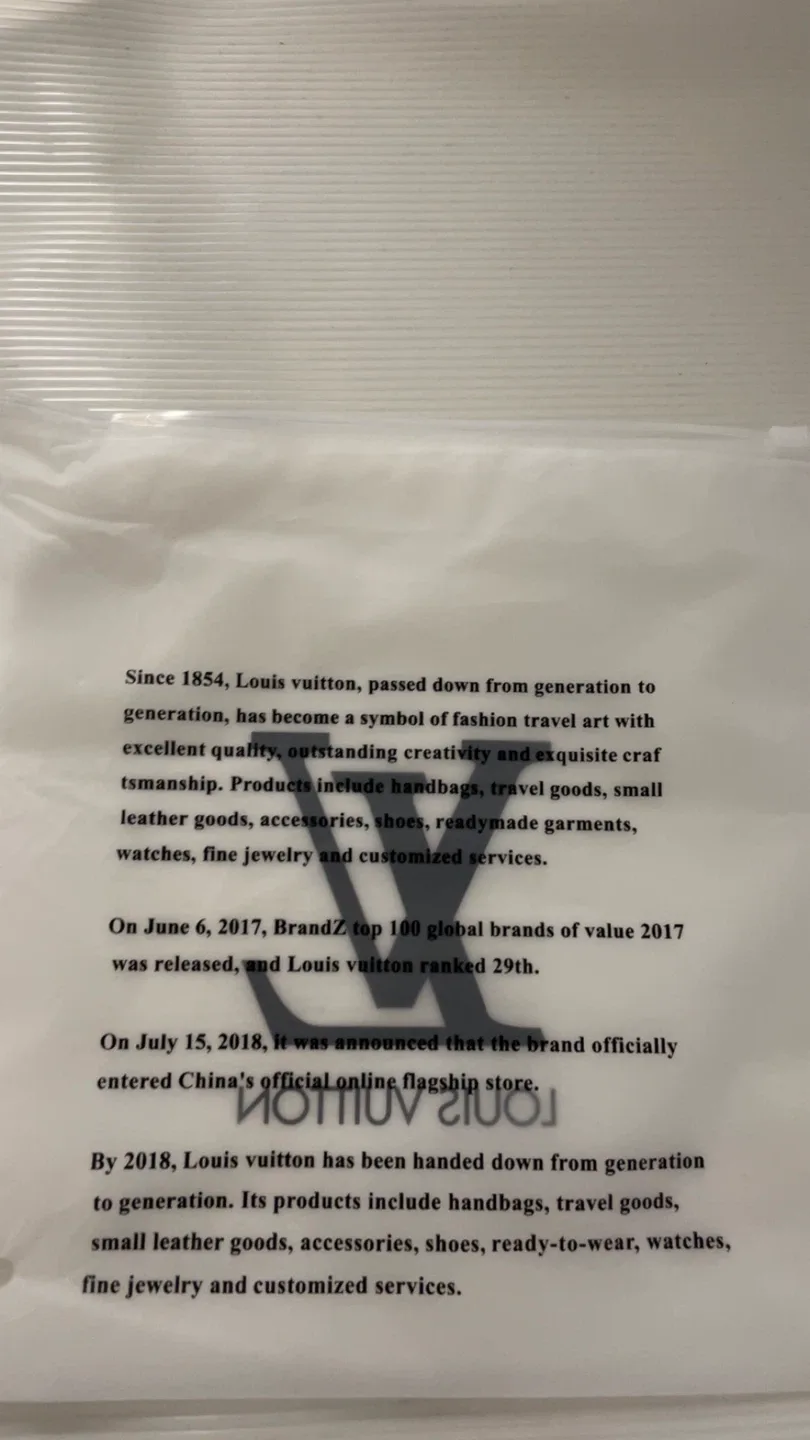 Since 1854, Louis vuitton, passed down from generation to
generation, has become a symbol of fashion travel art with
excellent quality, outstanding creativity and exquisite craf
tsmanship. Products include handbags, travel goods, small
leather goods, accessories, shoes, readymade garments,
watches, fine jewelry and customized services.
On June 6, 2017, BrandZ top 100 global brands of value 2017
was released, and Louis vuitton ranked 29th.
On July 15, 2018, it was announced that the brand officially
entered China's official online flagship store.
LOUIS VUITTON
By 2018, Louis vuitton has been handed down from generation
to generation. Its products include handbags, travel goods,
small leather goods, accessories, shoes, ready-to-wear, watches,
fine jewelry and customized services.
LV